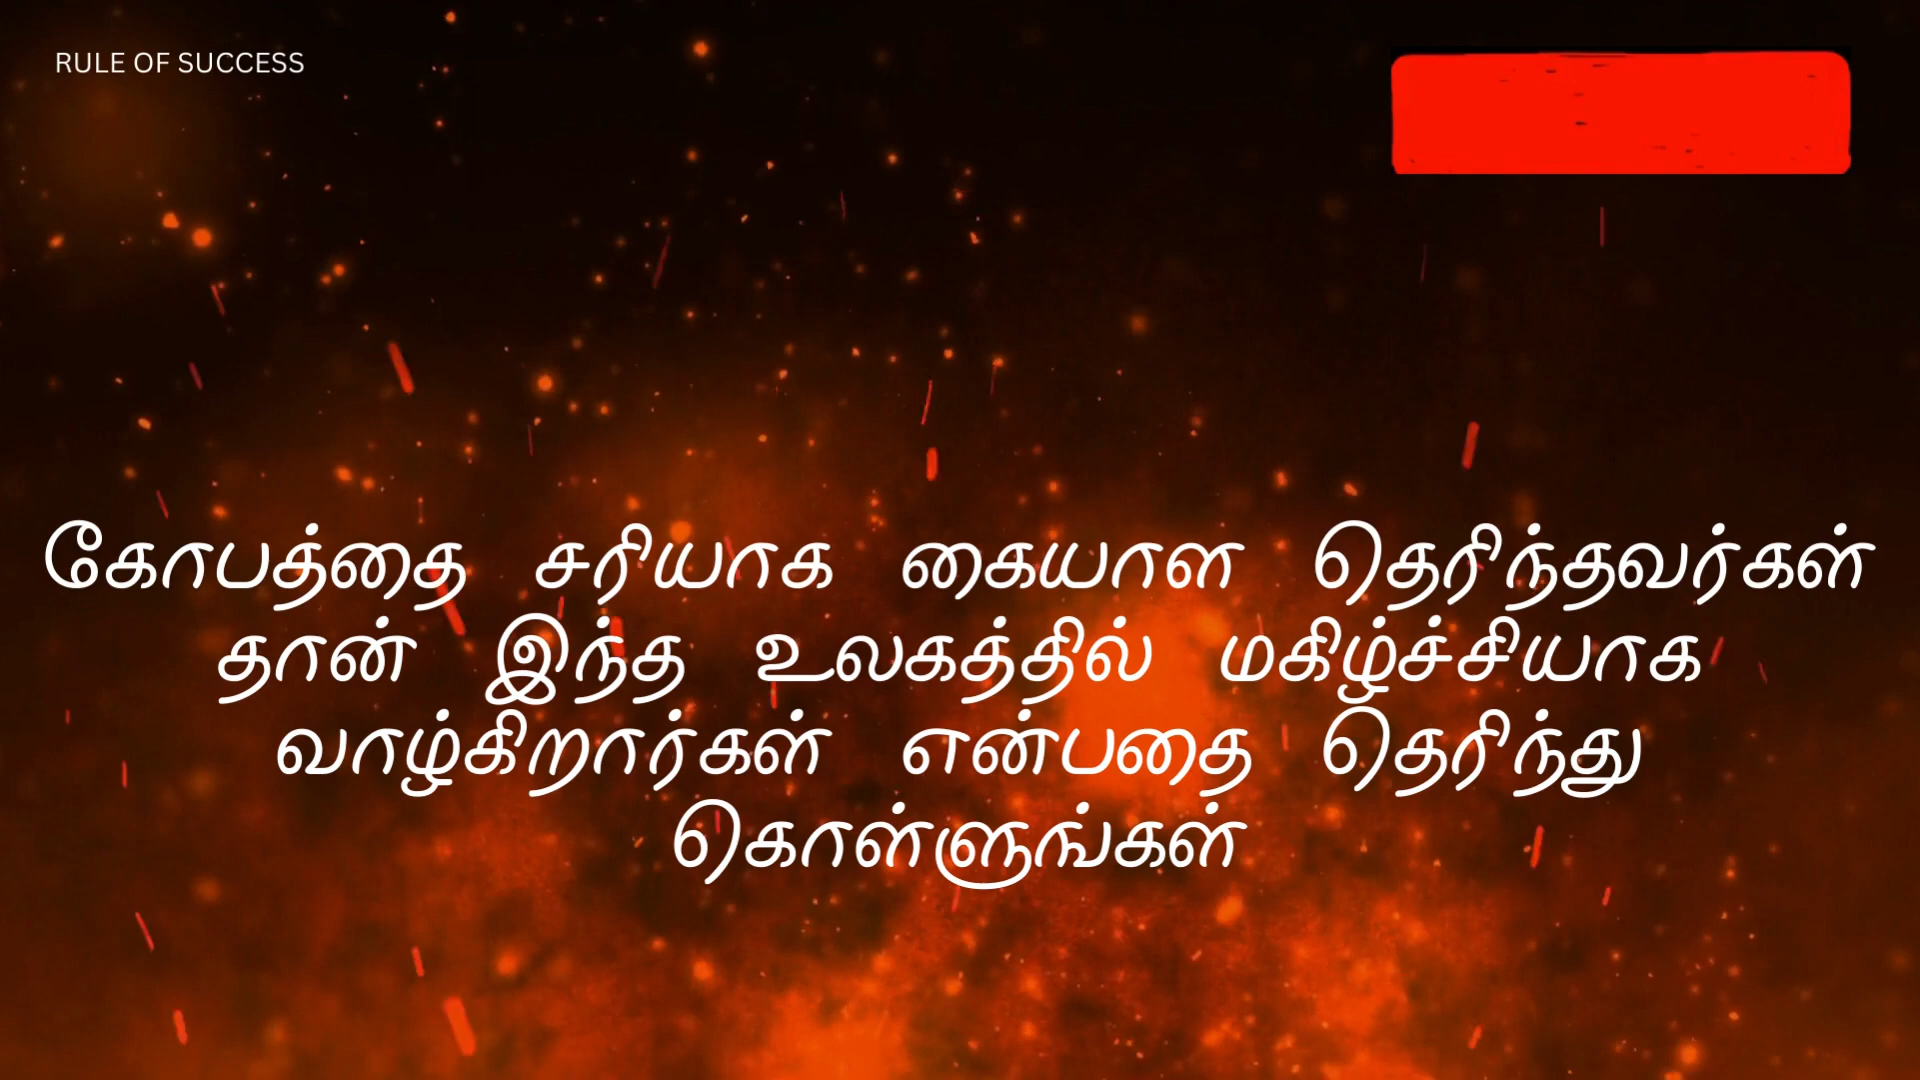 RULE OF SUCCESS
கோபத்தை சரியாக கையாள தெரிந்தவர்கள்
தான் இந்த உலகத்தில் மகிழ்ச்சியாக
வாழ்கிறார்கள் என்பதை தெரிந்து
கொள்ளுங்கள்